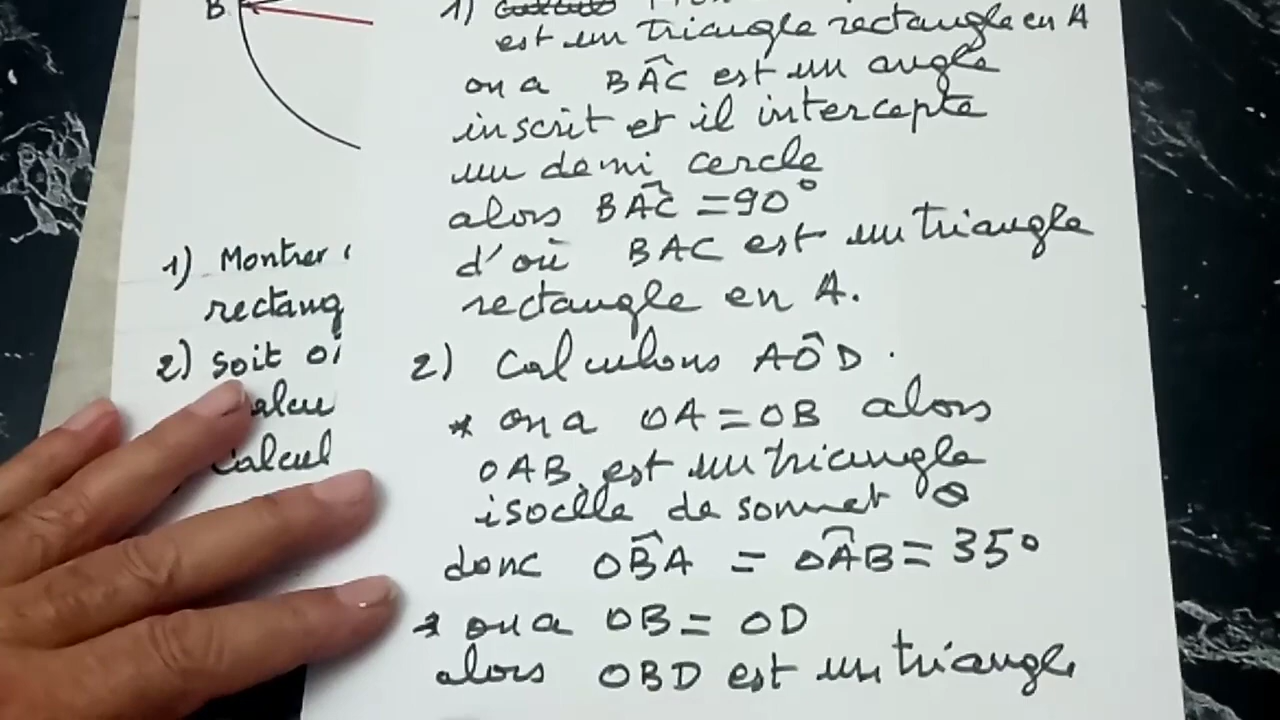 B
1)
est un triangle rectangle en A
on a BÂC est un angle
inscrit et il intercepte
un demi cercle
alors BÂC = 90°
d'où BAC est un triangle
rectangle en A.
1) Montrer
rectang
2) soit
alcu
calcul
2) Calculons AÔD.
* on a OA = OB alors
OAB est un triangle
isocèle de sommet O
donc OB̂A = OÂB = 35°
* on a OB = OD
alors OBD est un triangle